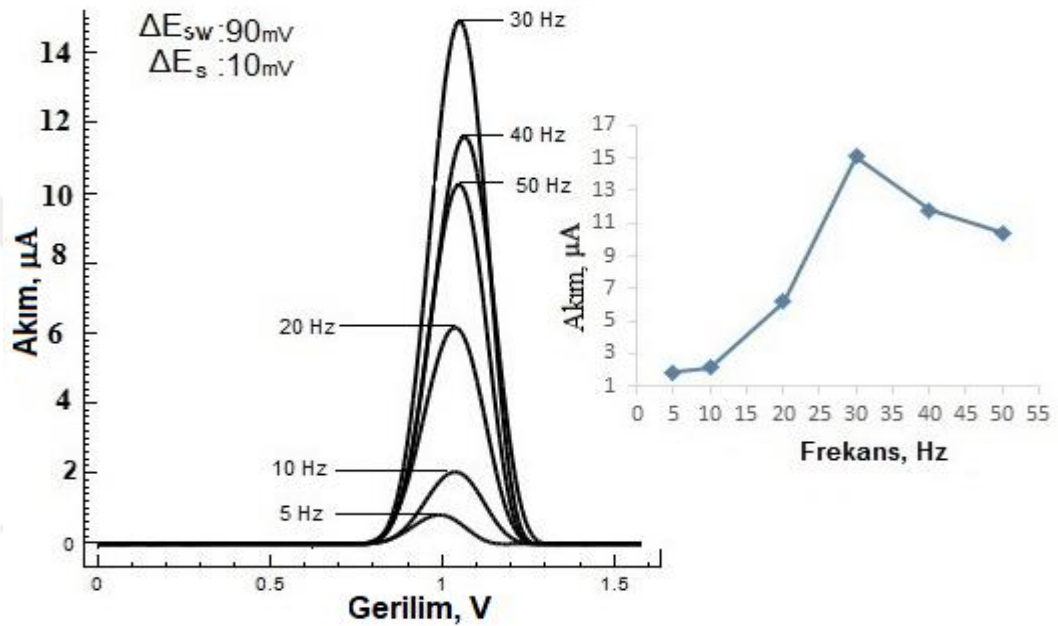 ΔEsw :90mV
ΔEs :10mV
Akım, µA
14
12
10
8
6
4
2
0
30 Hz
40 Hz
50 Hz
20 Hz
10 Hz
5 Hz
0 0.5 1 1.5
Gerilim, V
Akım, µA
17
15
13
11
9
7
5
3
1
0 5 10 15 20 25 30 35 40 45 50 55
Frekans, Hz